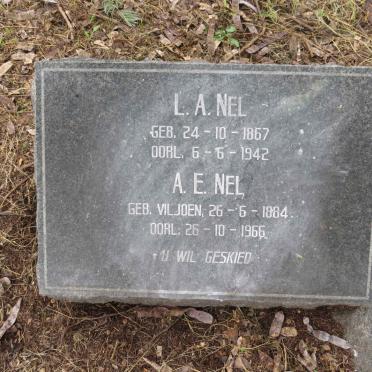 L. A. NEL
GEB. 24-10-1867
OORL. 6-6-1942
A. E. NEL
GEB. VILJOEN, 26-6-1884.
OORL: 26-10-1966
U WIL GESKIED